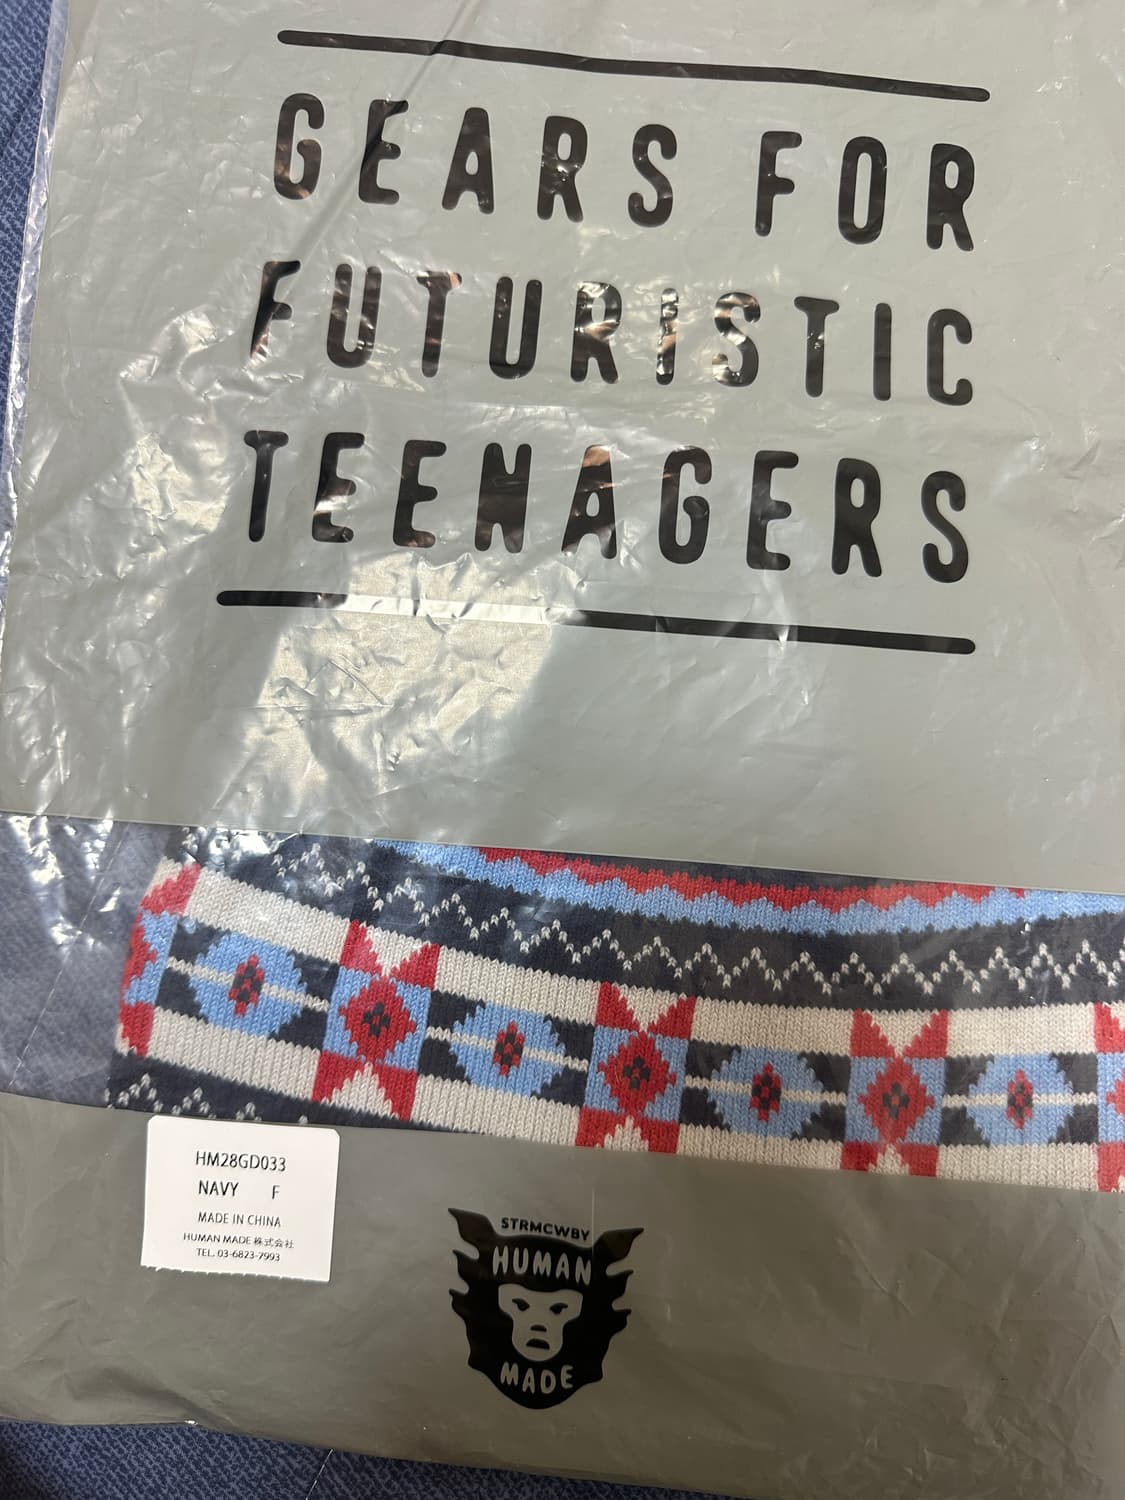 GEARS FOR
FUTURISTIC
TEENAGERS
HM28GD033
NAVY F
MADE IN CHINA
HUMAN MADE 株式会社
TEL. 03-6823-7993
STRMCWBY
HUMAN
MADE